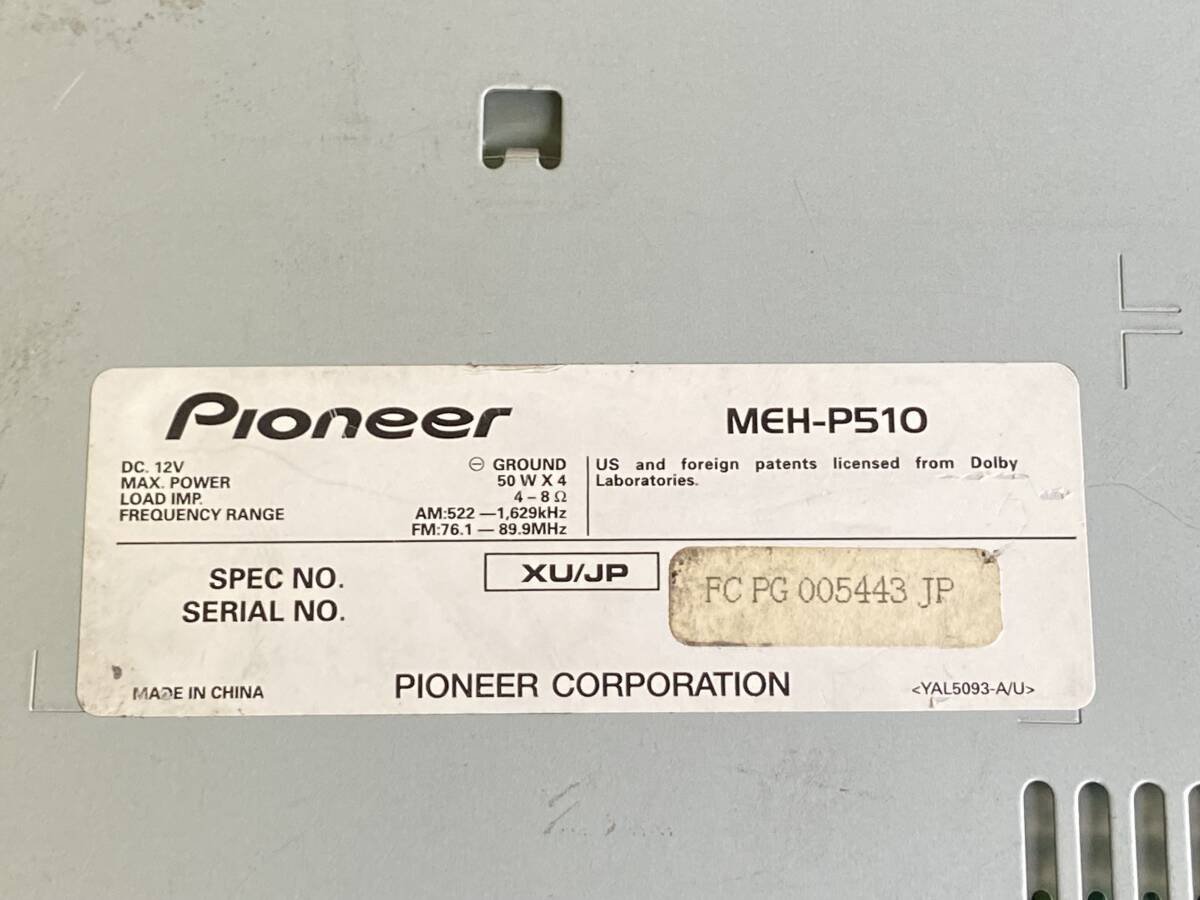 Pioneer
MEH-P510
DC. 12V ⊖ GROUND
MAX. POWER 50 W X 4
LOAD IMP. 4 – 8 Ω
FREQUENCY RANGE AM:522 — 1,629kHz
FM:76.1 — 89.9MHz
US and foreign patents licensed from Dolby
Laboratories.
SPEC NO. XU/JP
SERIAL NO. FC PG 005443 JP
MADE IN CHINA
PIONEER CORPORATION
<YAL5093-A/U>